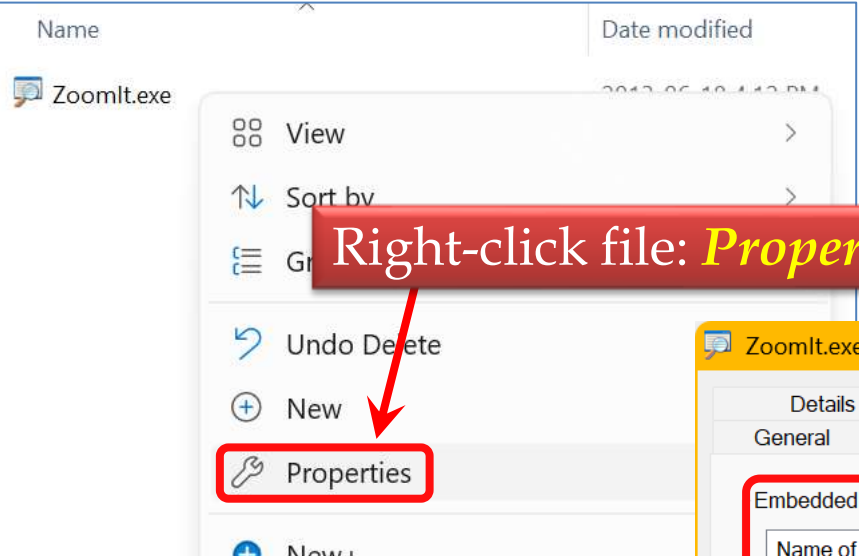 Name
Date modified
ZoomIt.exe
View
Sort by
Right-click file:
Undo Delete
ZoomIt.exe
New
Details
General
Properties
Embedded
Name of